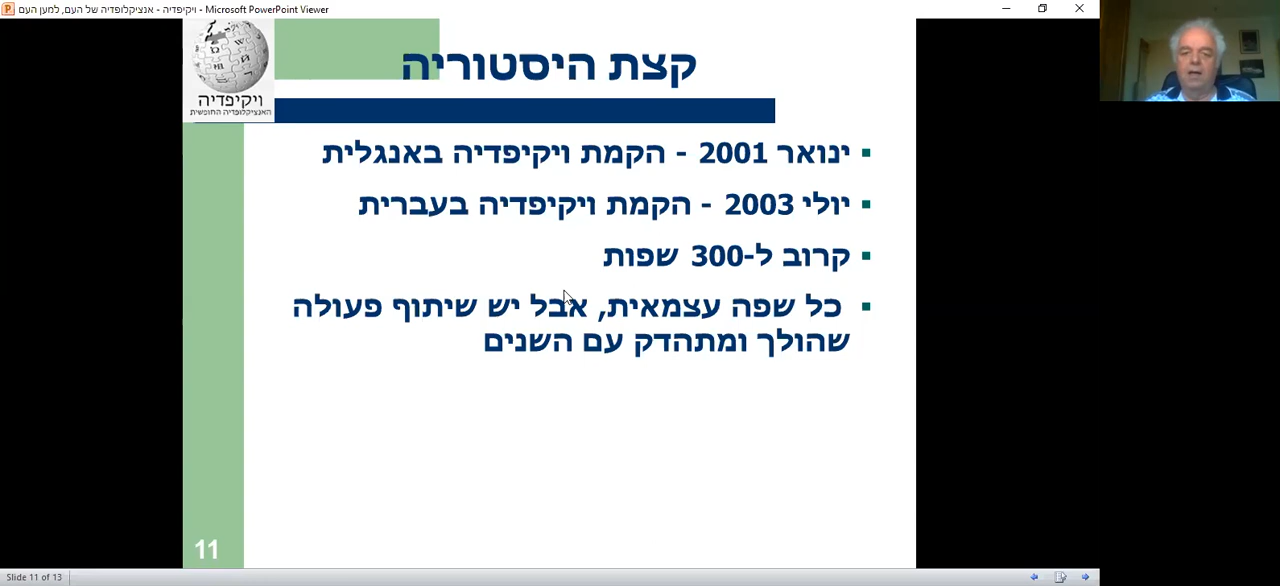 ויקיפדיה - אנציקלופדיה של העם, למען העם - Microsoft PowerPoint Viewer
קצת היסטוריה
ויקיפדיה
האנציקלופדיה החופשית
ינואר 2001 - הקמת ויקיפדיה באנגלית
יולי 2003 - הקמת ויקיפדיה בעברית
קרוב ל-300 שפות
כל שפה עצמאית, אבל יש שיתוף פעולה
שהולך ומתהדק עם השנים
11
Slide 11 of 13